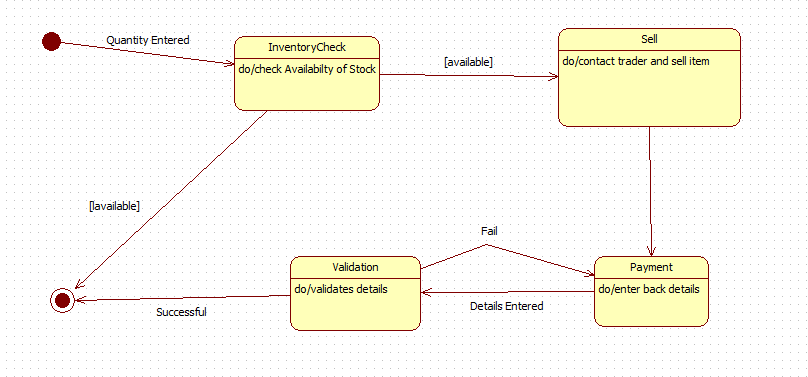 Quantity Entered
InventoryCheck
do/check Availabilty of Stock
[available]
Sell
do/contact trader and sell item
[lavailable]
Fail
Validation
do/validates details
Payment
do/enter back details
Successful
Details Entered